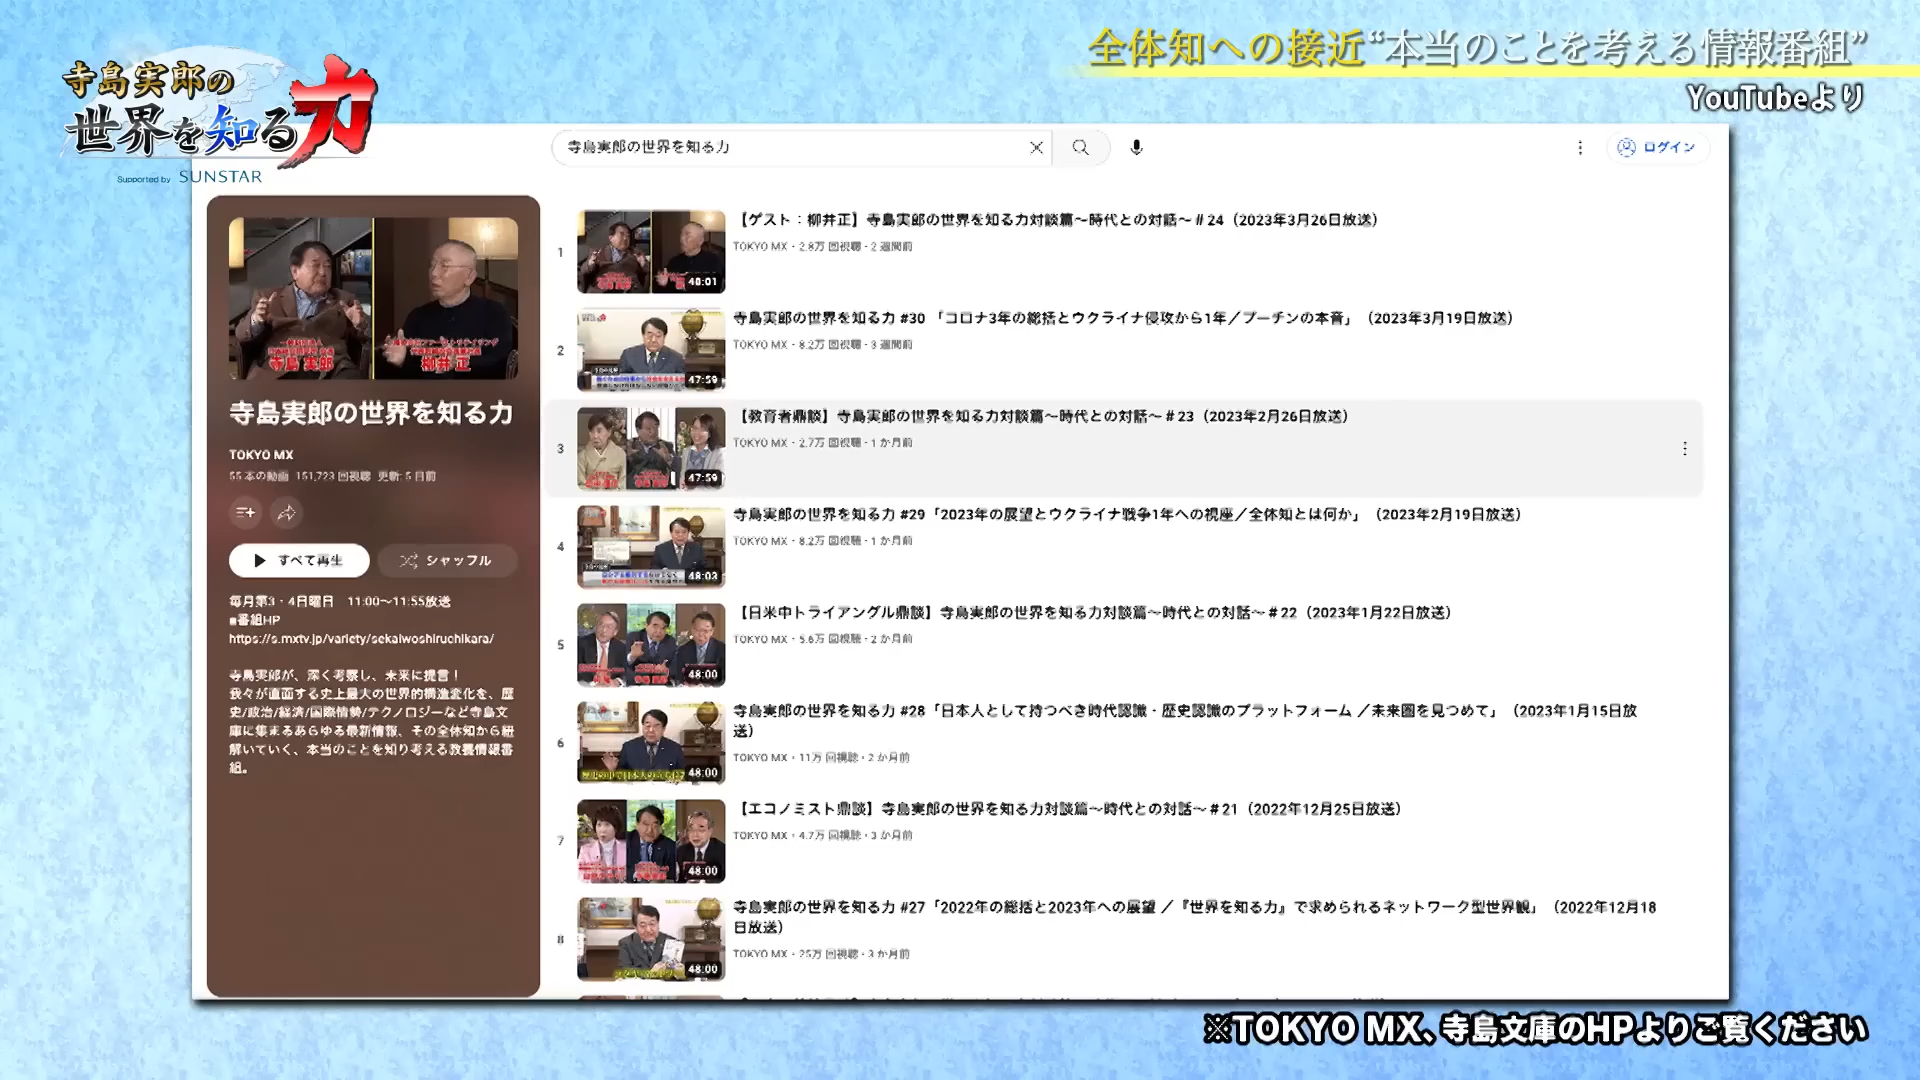 寺島実郎の
世界を知る力
Supported by SUNSTAR
全体知への接近“本当のことを考える情報番組”
YouTubeより
寺島実郎の世界を知る力
ログイン
寺島 実郎
柳井 正
寺島実郎の世界を知る力
TOKYO MX
55 本の動画 151,723 回視聴 更新: 5 月前
すべて再生
シャッフル
毎月第3・4日曜日 11:00〜11:55放送
■番組HP
https://s.mxtv.jp/variety/sekaiwoshiruchikara/
寺島実郎が、深く考察し、未来に提言！
我々が直面する史上最大の世界的構造変化を、歴
史/政治/経済/国際情勢/テクノロジーなど寺島文
庫に集まるあらゆる最新情報、その全体知から紐
解いていく、本当のことを知り考える教養情報番
組。
1
48:01
【ゲスト：柳井正】寺島実郎の世界を知る力対談篇〜時代との対話〜＃24（2023年3月26日放送）
TOKYO MX・2.8万 回視聴・2 週間前
2
47:59
寺島実郎の世界を知る力 #30 「コロナ3年の総括とウクライナ侵攻から1年／プーチンの本音」（2023年3月19日放送）
TOKYO MX・8.2万 回視聴・3 週間前
3
47:59
【教育者鼎談】寺島実郎の世界を知る力対談篇〜時代との対話〜＃23（2023年2月26日放送）
TOKYO MX・2.7万 回視聴・1 か月前
4
48:03
寺島実郎の世界を知る力 #29「2023年の展望とウクライナ戦争1年への視座／全体知とは何か」（2023年2月19日放送）
TOKYO MX・8.2万 回視聴・1 か月前
5
48:00
【日米中トライアングル鼎談】寺島実郎の世界を知る力対談篇〜時代との対話〜＃22（2023年1月22日放送）
TOKYO MX・5.6万 回視聴・2 か月前
6
48:00
寺島実郎の世界を知る力 #28「日本人として持つべき時代認識・歴史認識のプラットフォーム ／未来圏を見つめて」（2023年1月15日放
送）
TOKYO MX・11万 回視聴・2 か月前
7
48:00
【エコノミスト鼎談】寺島実郎の世界を知る力対談篇〜時代との対話〜＃21（2022年12月25日放送）
TOKYO MX・4.7万 回視聴・3 か月前
8
48:00
寺島実郎の世界を知る力 #27「2022年の総括と2023年への展望 ／『世界を知る力』で求められるネットワーク型世界観」（2022年12月18
日放送）
TOKYO MX・25万 回視聴・3 か月前
※TOKYO MX、寺島文庫のHPよりご覧ください